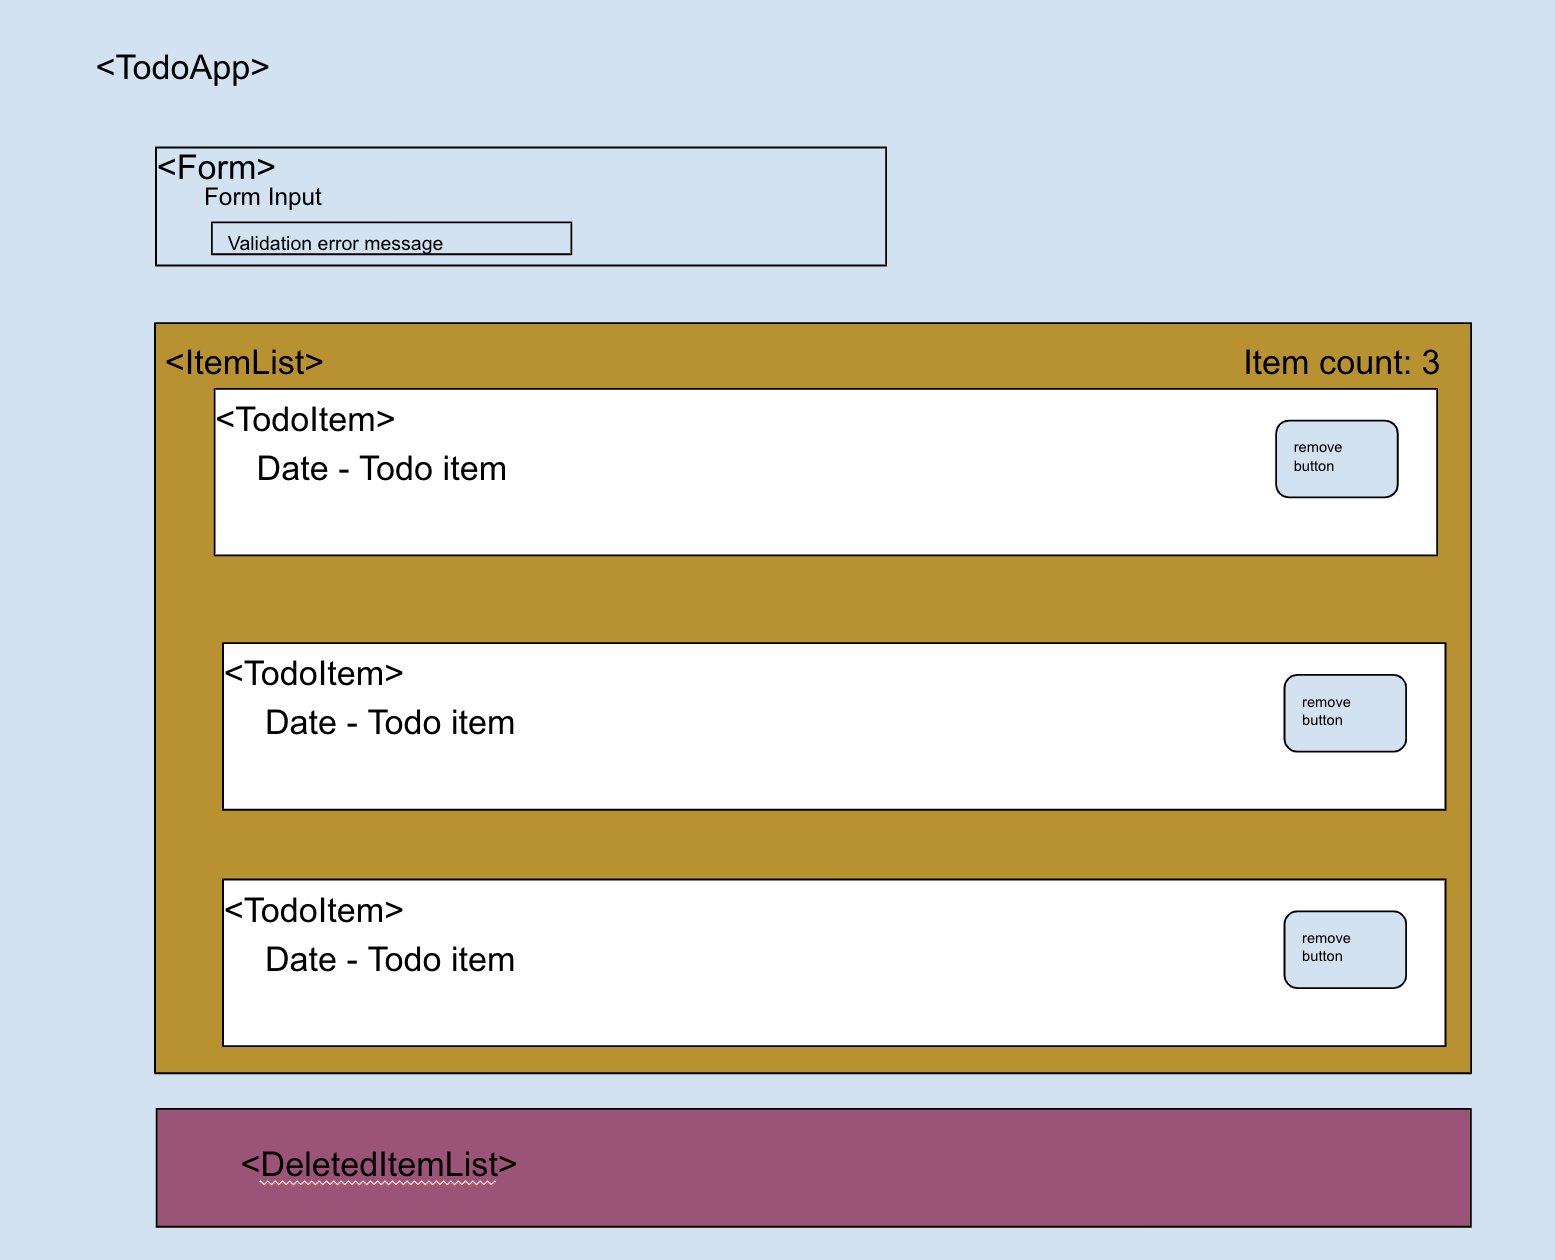 <TodoApp>
<Form>
Form Input
Validation error message
<ItemList>
Item count: 3
<TodoItem>
Date - Todo item
remove
button
<TodoItem>
Date - Todo item
remove
button
<TodoItem>
Date - Todo item
remove
button
<DeletedItemList>